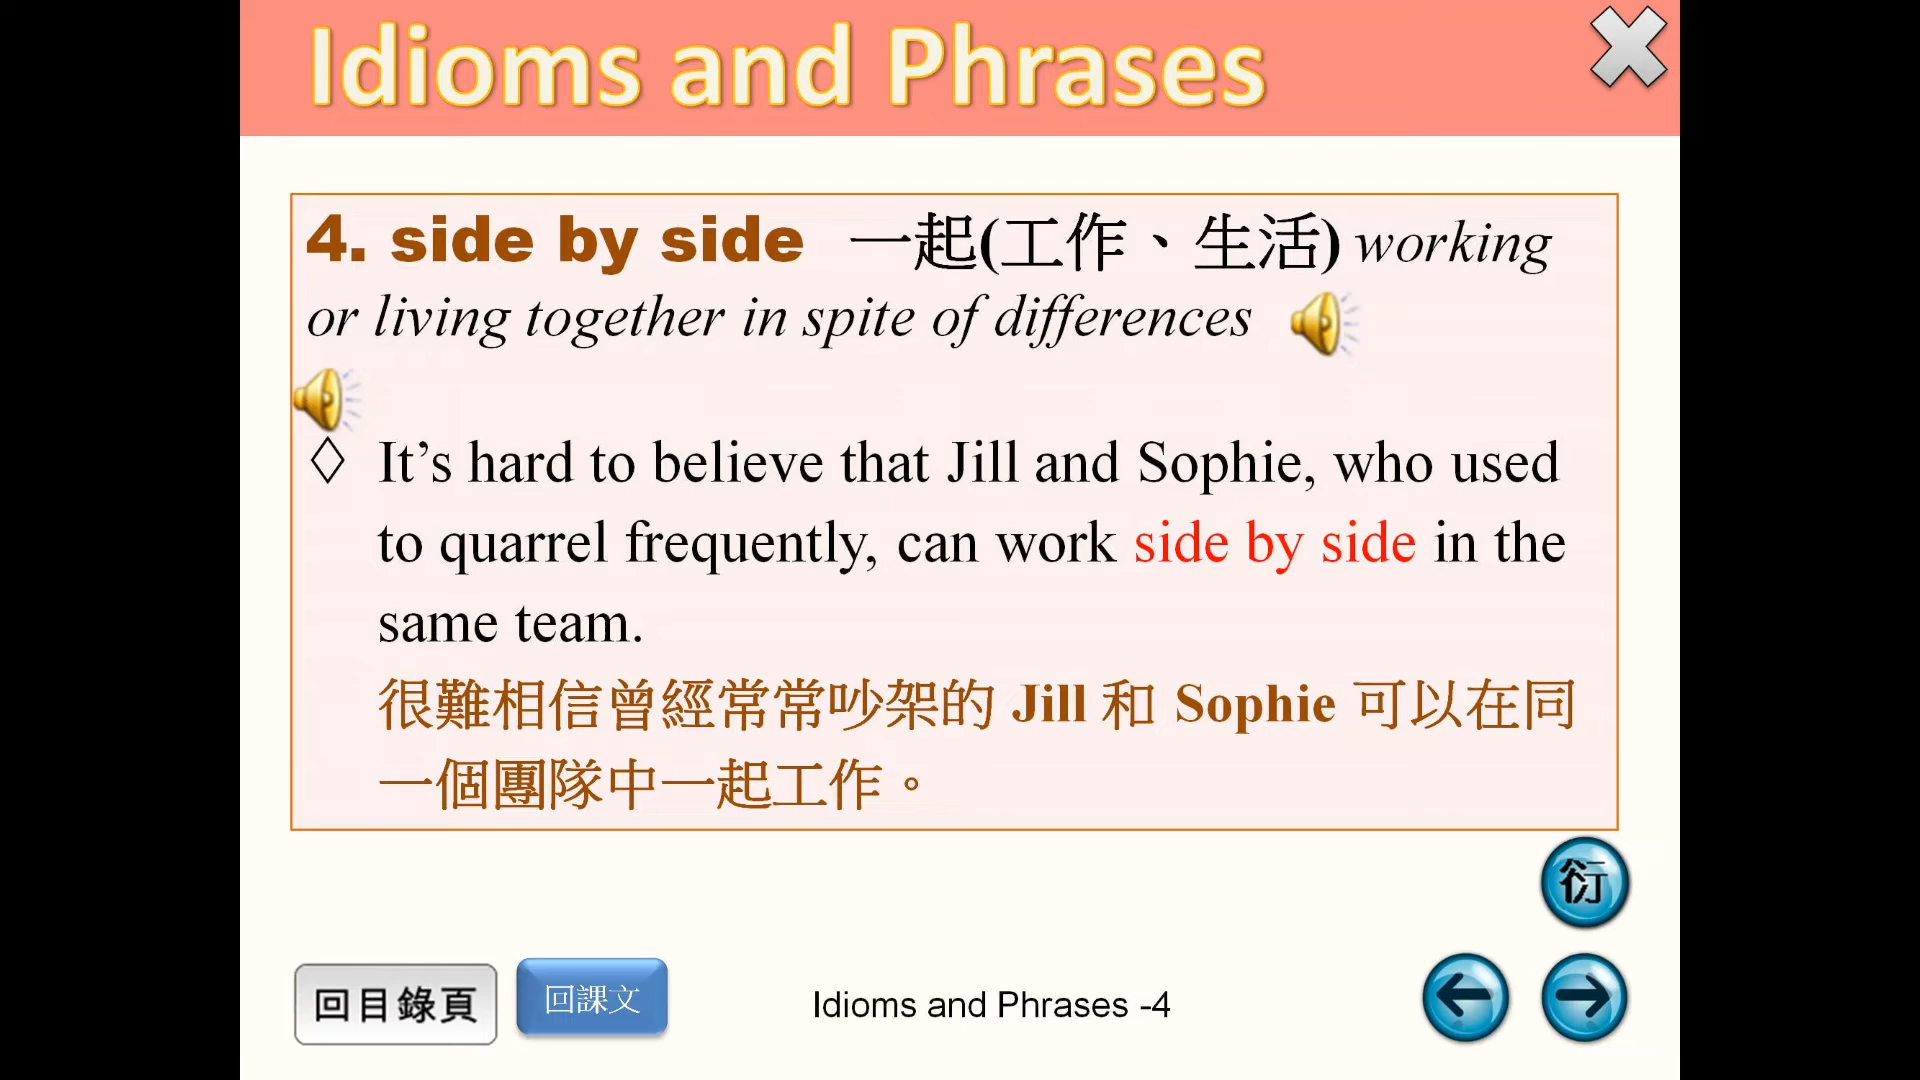 Idioms and Phrases
4. side by side 一起(工作、生活) working
or living together in spite of differences
◇ It’s hard to believe that Jill and Sophie, who used
to quarrel frequently, can work side by side in the
same team.
很難相信曾經常常吵架的 Jill 和 Sophie 可以在同
一個團隊中一起工作。
衍
回目錄頁
回課文
Idioms and Phrases -4